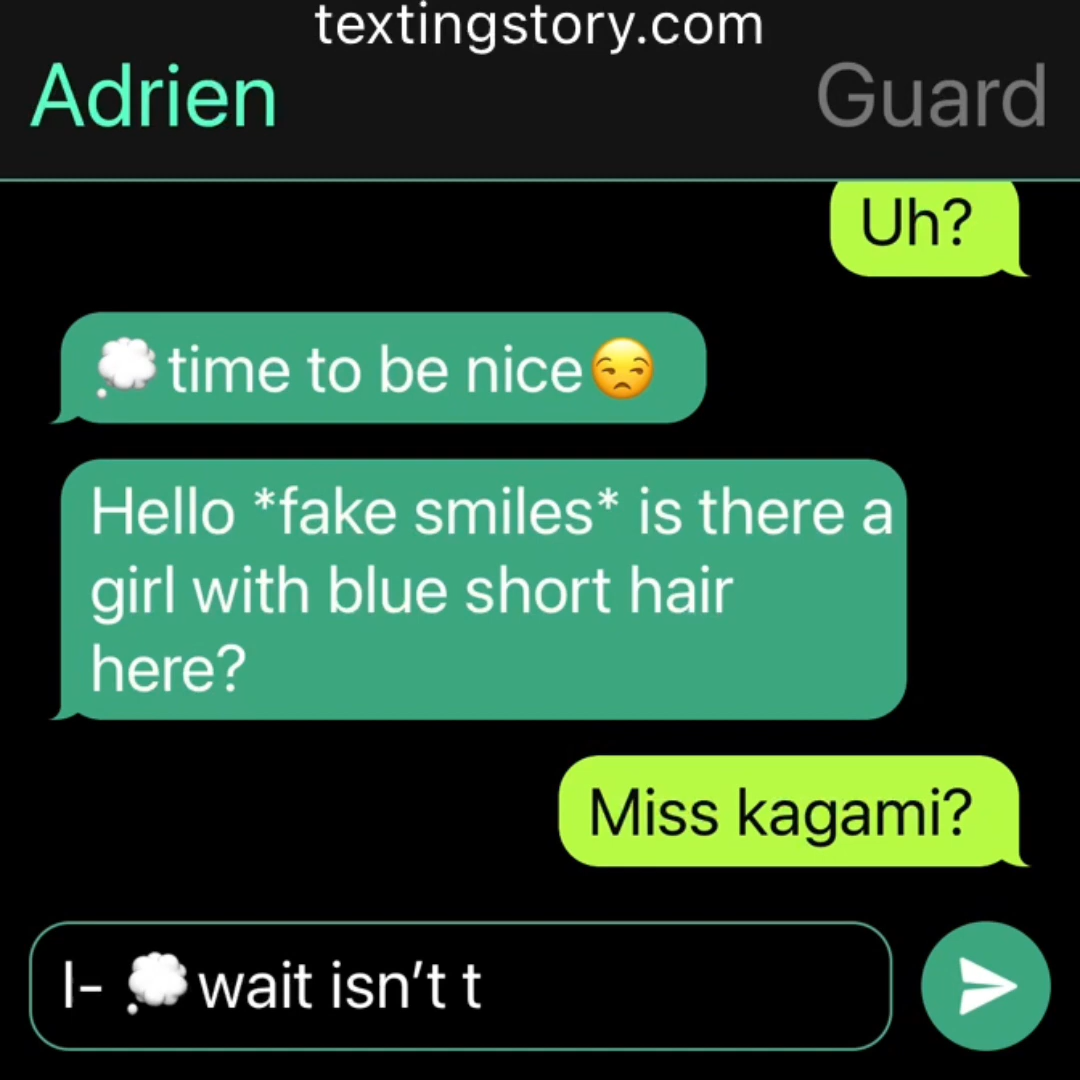 textingstory.com
Adrien
Guard
Uh?
💭time to be nice😒
Hello *fake smiles* is there a
girl with blue short hair
here?
Miss kagami?
I- 💭wait isn’t t